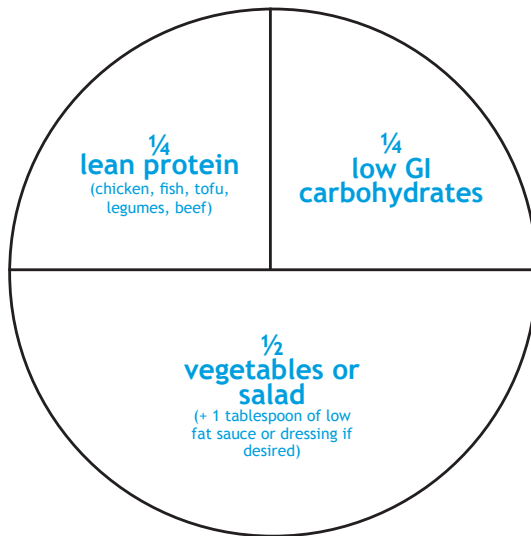 ¼
lean protein
(chicken, fish, tofu,
legumes, beef)
¼
low GI
carbohydrates
½
vegetables or
salad
(+ 1 tablespoon of low
fat sauce or dressing if
desired)